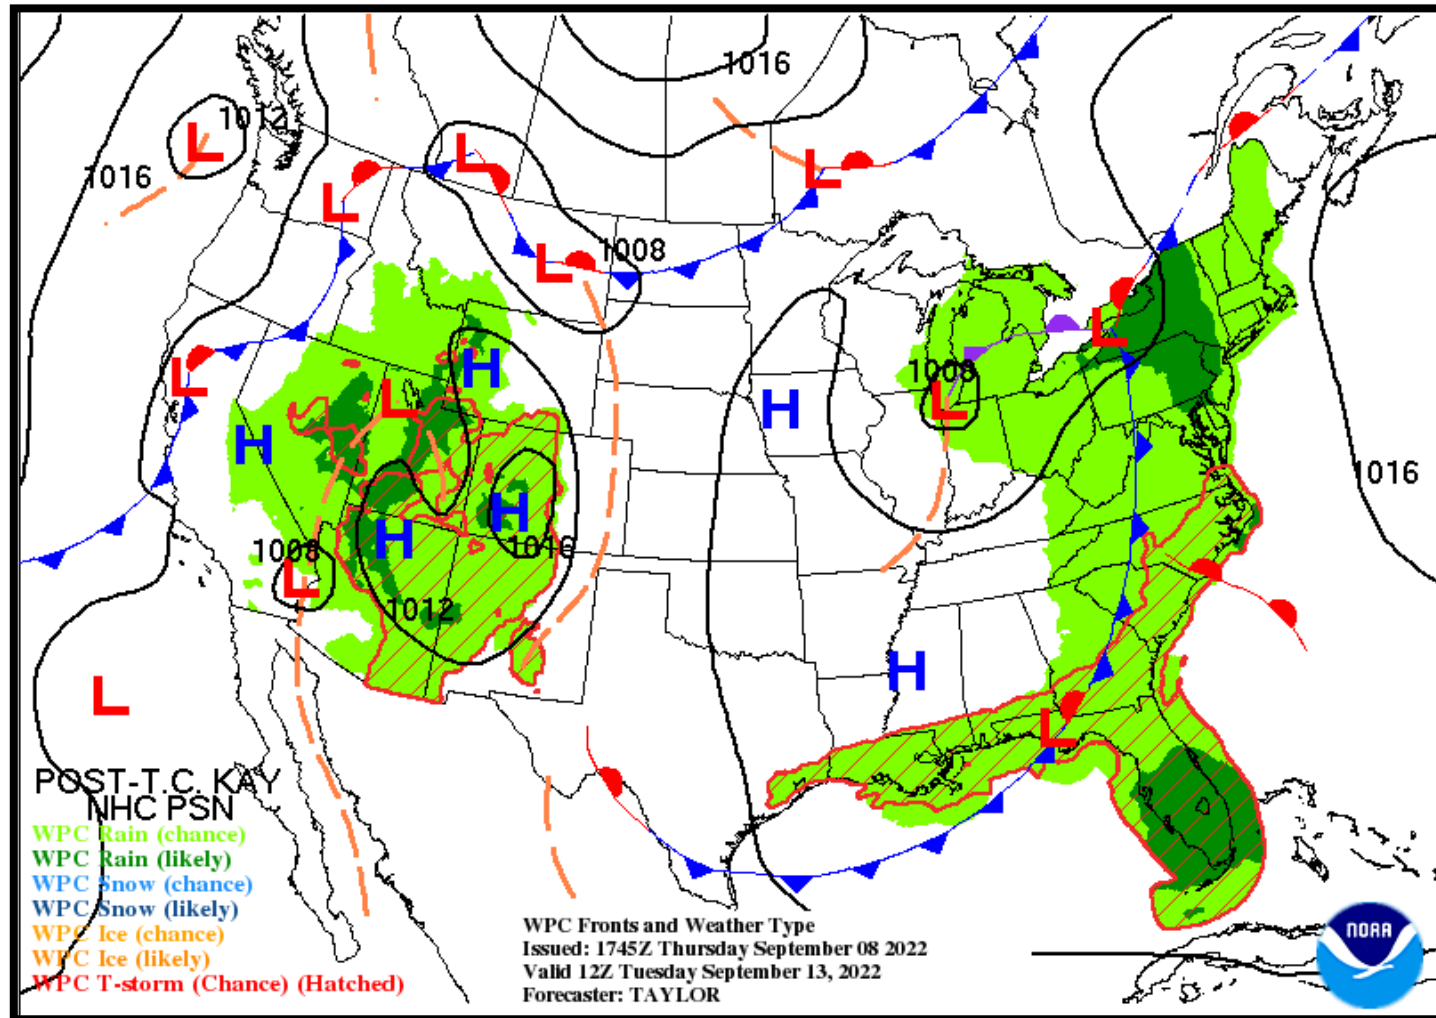 1016
1012
1016
L
L
L
L
L
1008
L
L
1008
L
H
L
H
H
L
H
1016
H
H
1016
1008
L
1012
H
L
L
POST-T.C. KAY
NHC PSN
WPC Rain (chance)
WPC Rain (likely)
WPC Snow (chance)
WPC Snow (likely)
WPC Ice (chance)
WPC Ice (likely)
WPC T-storm (Chance) (Hatched)
WPC Fronts and Weather Type
Issued: 1745Z Thursday September 08 2022
Valid 12Z Tuesday September 13, 2022
Forecaster: TAYLOR
NOAA